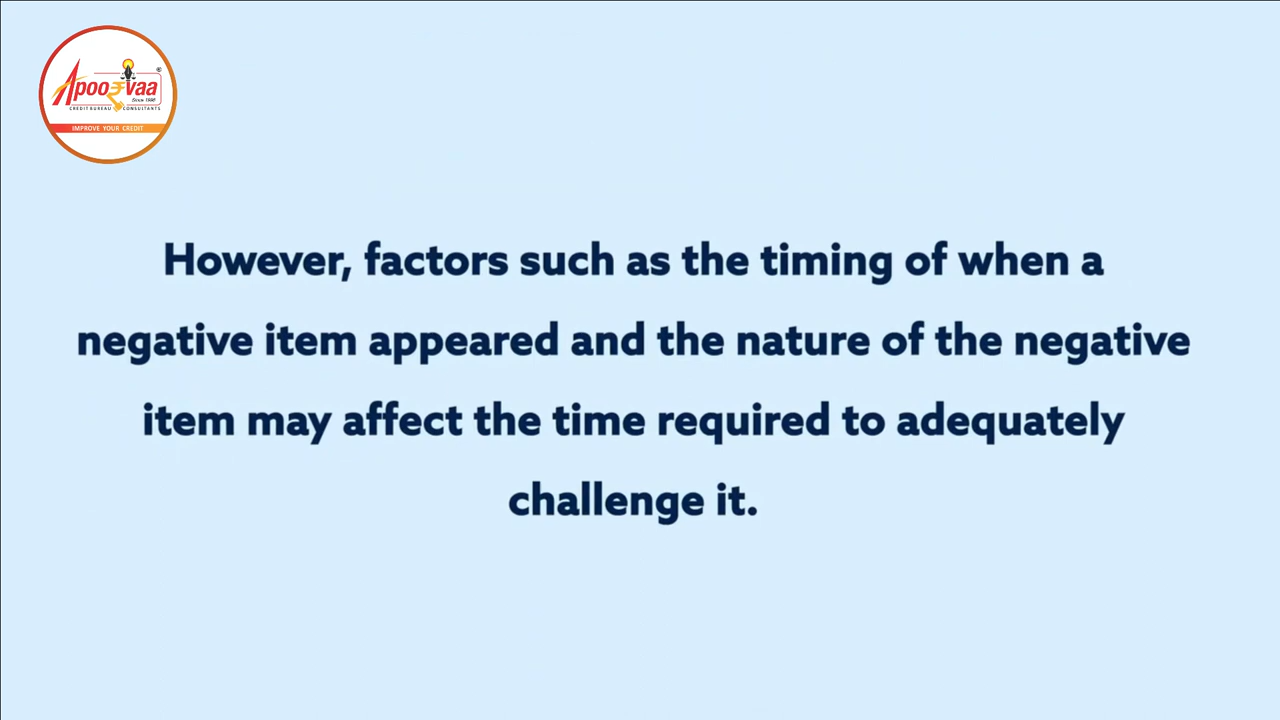 Apoorvaa
®
Since 1996
CREDIT BUREAU CONSULTANTS
IMPROVE YOUR CREDIT
However, factors such as the timing of when a
negative item appeared and the nature of the negative
item may affect the time required to adequately
challenge it.